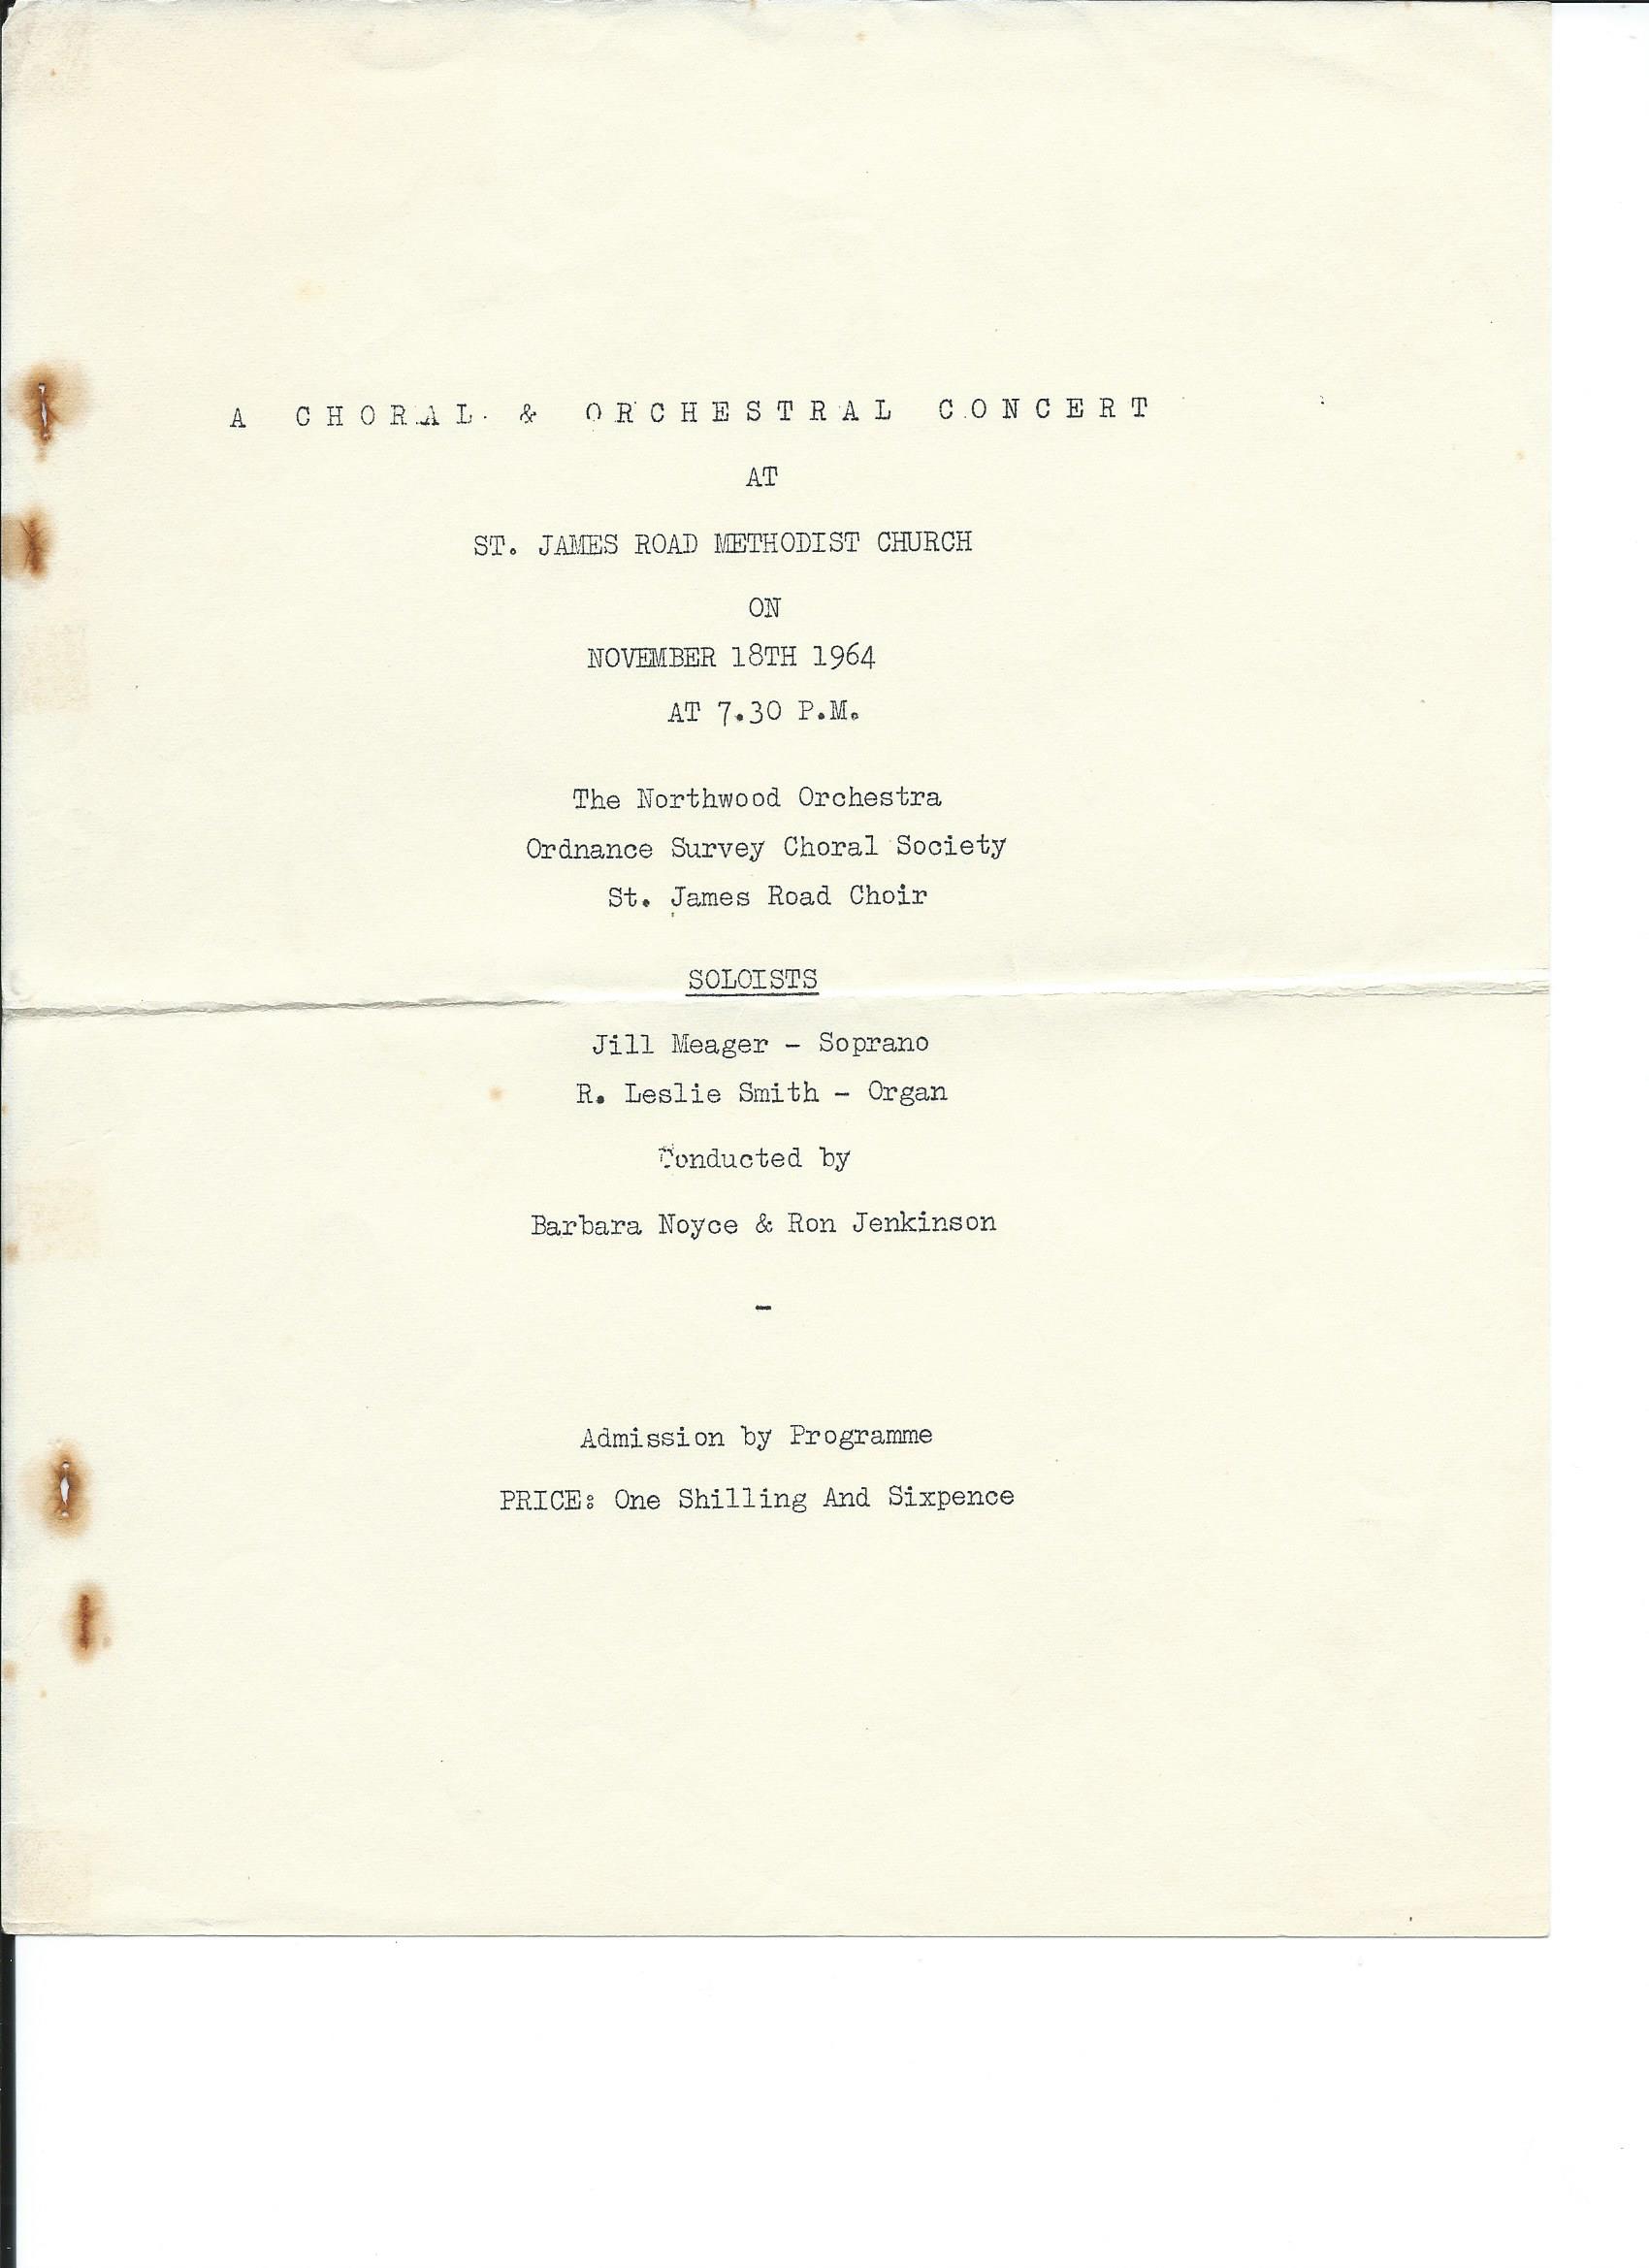 A CHORAL & ORCHESTRAL CONCERT
AT
ST. JAMES ROAD METHODIST CHURCH
ON
NOVEMBER 18TH 1964
AT 7.30 P.M.
The Northwood Orchestra
Ordnance Survey Choral Society
St. James Road Choir
SOLOISTS
Jill Meager - Soprano
R. Leslie Smith - Organ
Conducted by
Barbara Noyce & Ron Jenkinson
-
Admission by Programme
PRICE: One Shilling And Sixpence